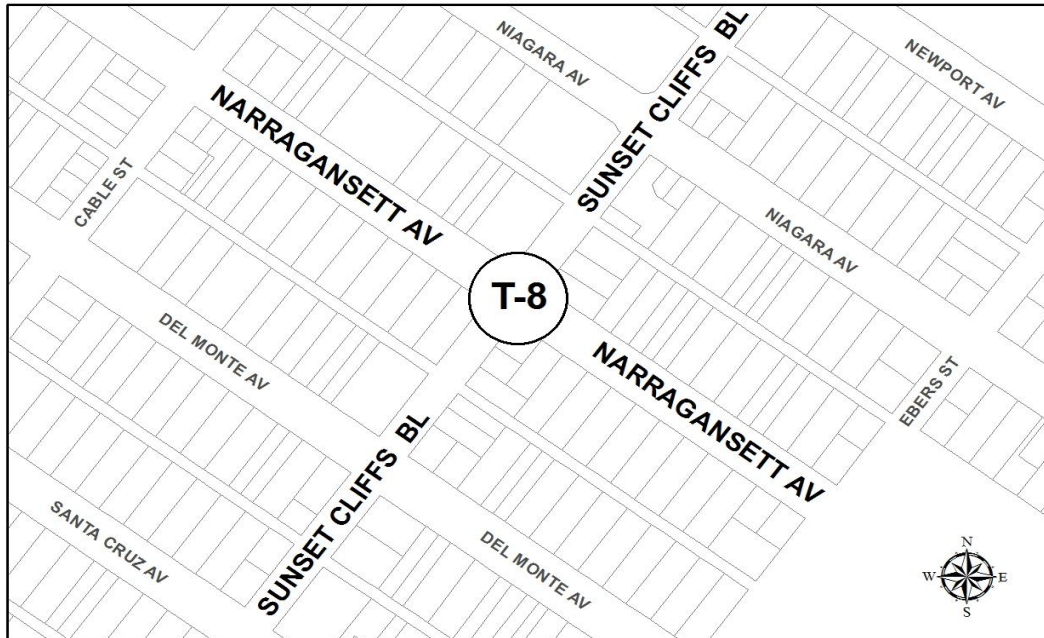 NIAGARA AV
SUNSET CLIFFS BL
NEWPORT AV
NARRAGANSETT AV
CABLE ST
NIAGARA AV
T-8
DEL MONTE AV
NARRAGANSETT AV
EBERS ST
SUNSET CLIFFS BL
SANTA CRUZ AV
DEL MONTE AV
N
W E
S